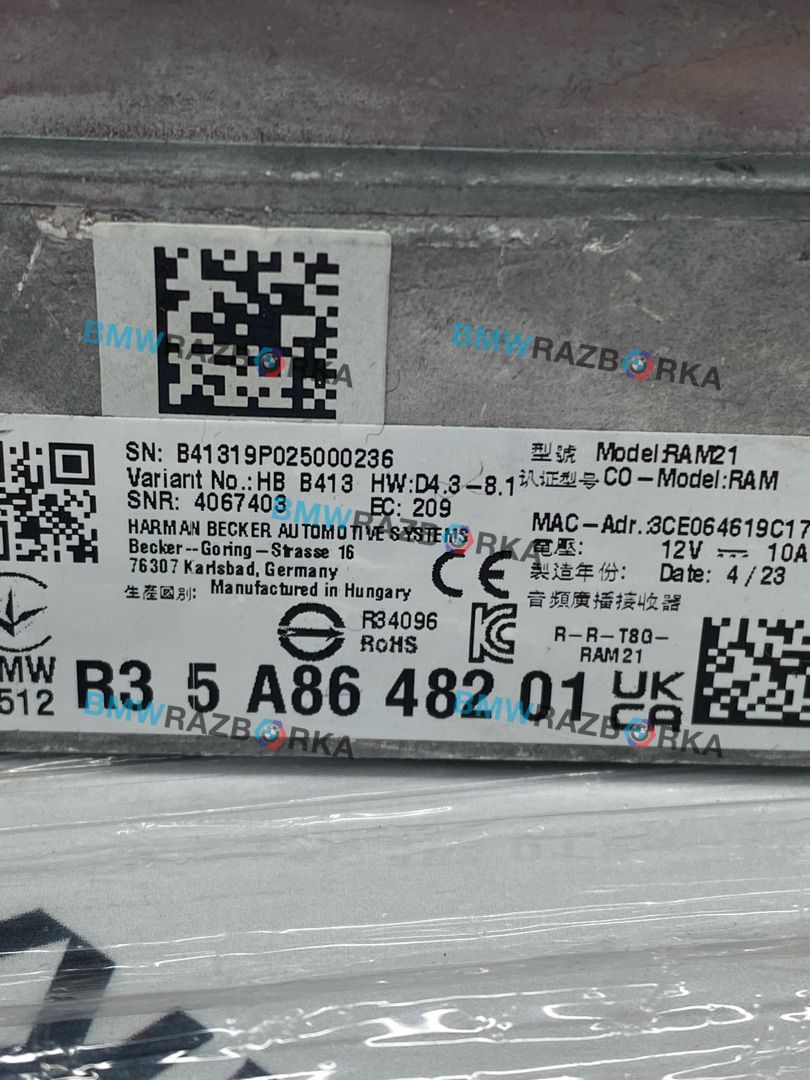 BMWRAZBORKA
BMWRAZBORKA
SN: B41319P025000236
Variant No.:HB B413 HW:D4.3-8.1
SNR: 4067403 EC: 209
HARMAN BECKER AUTOMOTIVE SYSTEMS
Becker-Goring-Strasse 16
76307 Karlsbad, Germany
生產國別: Manufactured in Hungary
型號 Model:RAM21
认证型号 CO-Model:RAM
MAC-Adr.:3CE064619C17
電壓: 12V 10A
製造年份: Date: 4/23
音頻廣播接收器
BMWRAZBORKA
CE
R34096
RoHS
R-R-T8G-
RAM21
MW
512
R3 5 A86 482 01
UK
CA
BMWRAZBORKA
BMWRAZBORKA